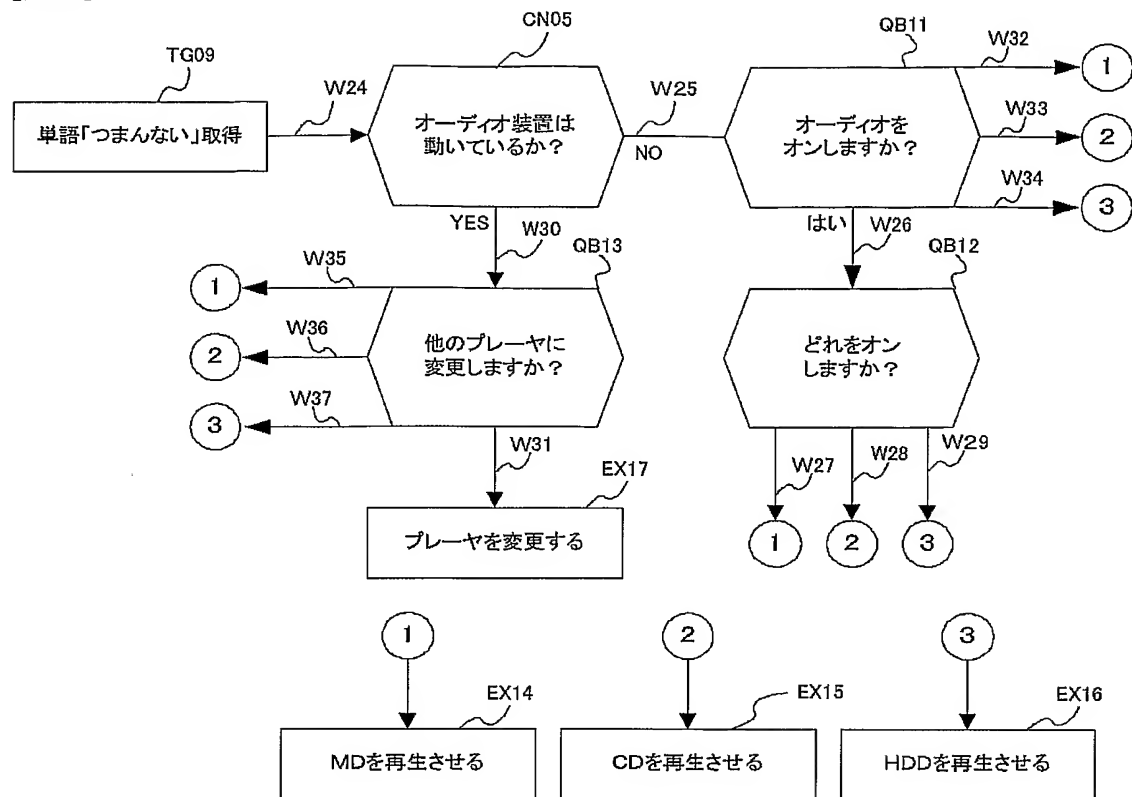 TG09
単語「つまんない」取得
W24
CN05
オーディオ装置は
動いているか?
W25
NO
YES
W30
QB11
オーディオを
オンしますか?
W32
1
W33
2
W34
3
はい
W26
QB13
他のプレーヤに
変更しますか?
W35
1
W36
2
W37
3
W31
EX17
プレーヤを変更する
QB12
どれをオン
しますか?
W27
W28
W29
1
2
3
1
EX14
MDを再生させる
2
EX15
CDを再生させる
3
EX16
HDDを再生させる